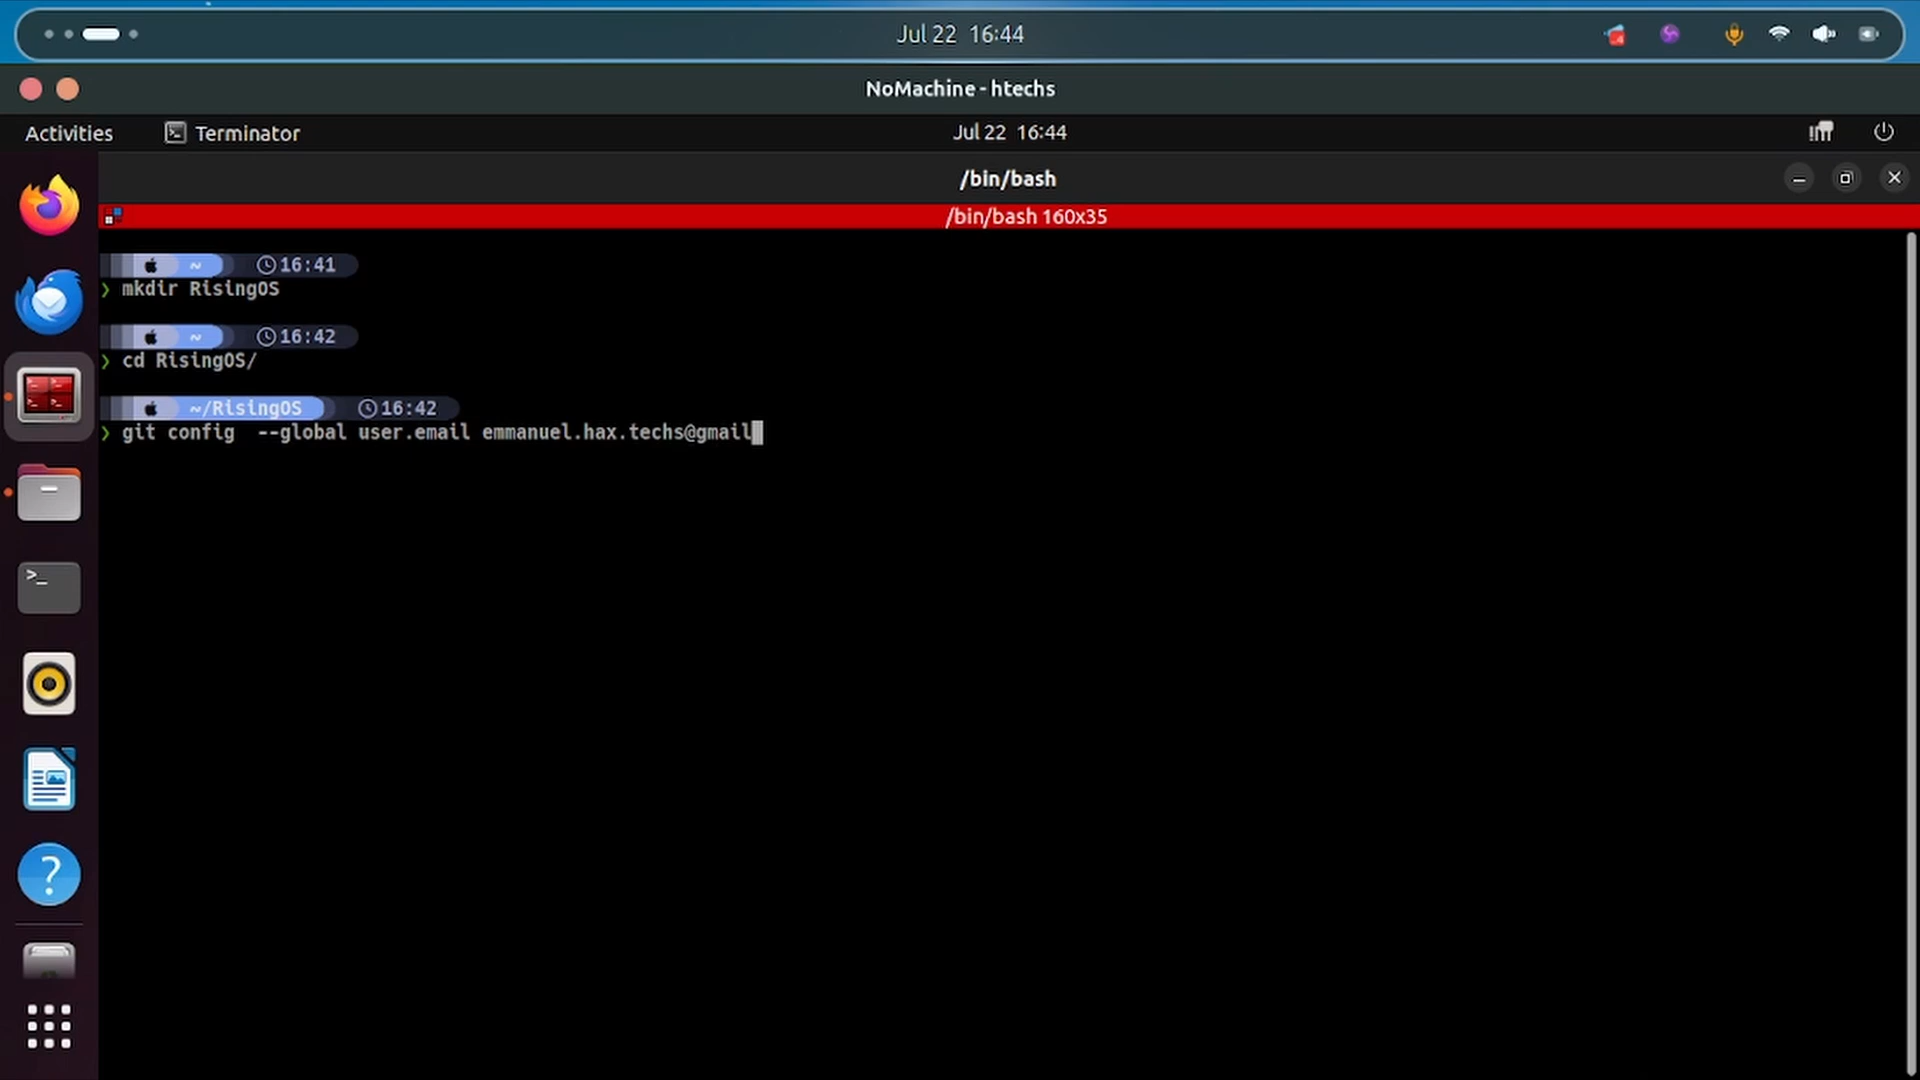 Jul 22 16:44
NoMachine - htechs
Activities Terminator Jul 22 16:44
/bin/bash
/bin/bash 160x35
~ 16:41
❯ mkdir RisingOS
~ 16:42
❯ cd RisingOS/
~/RisingOS 16:42
❯ git config  --global user.email emmanuel.hax.techs@gmail